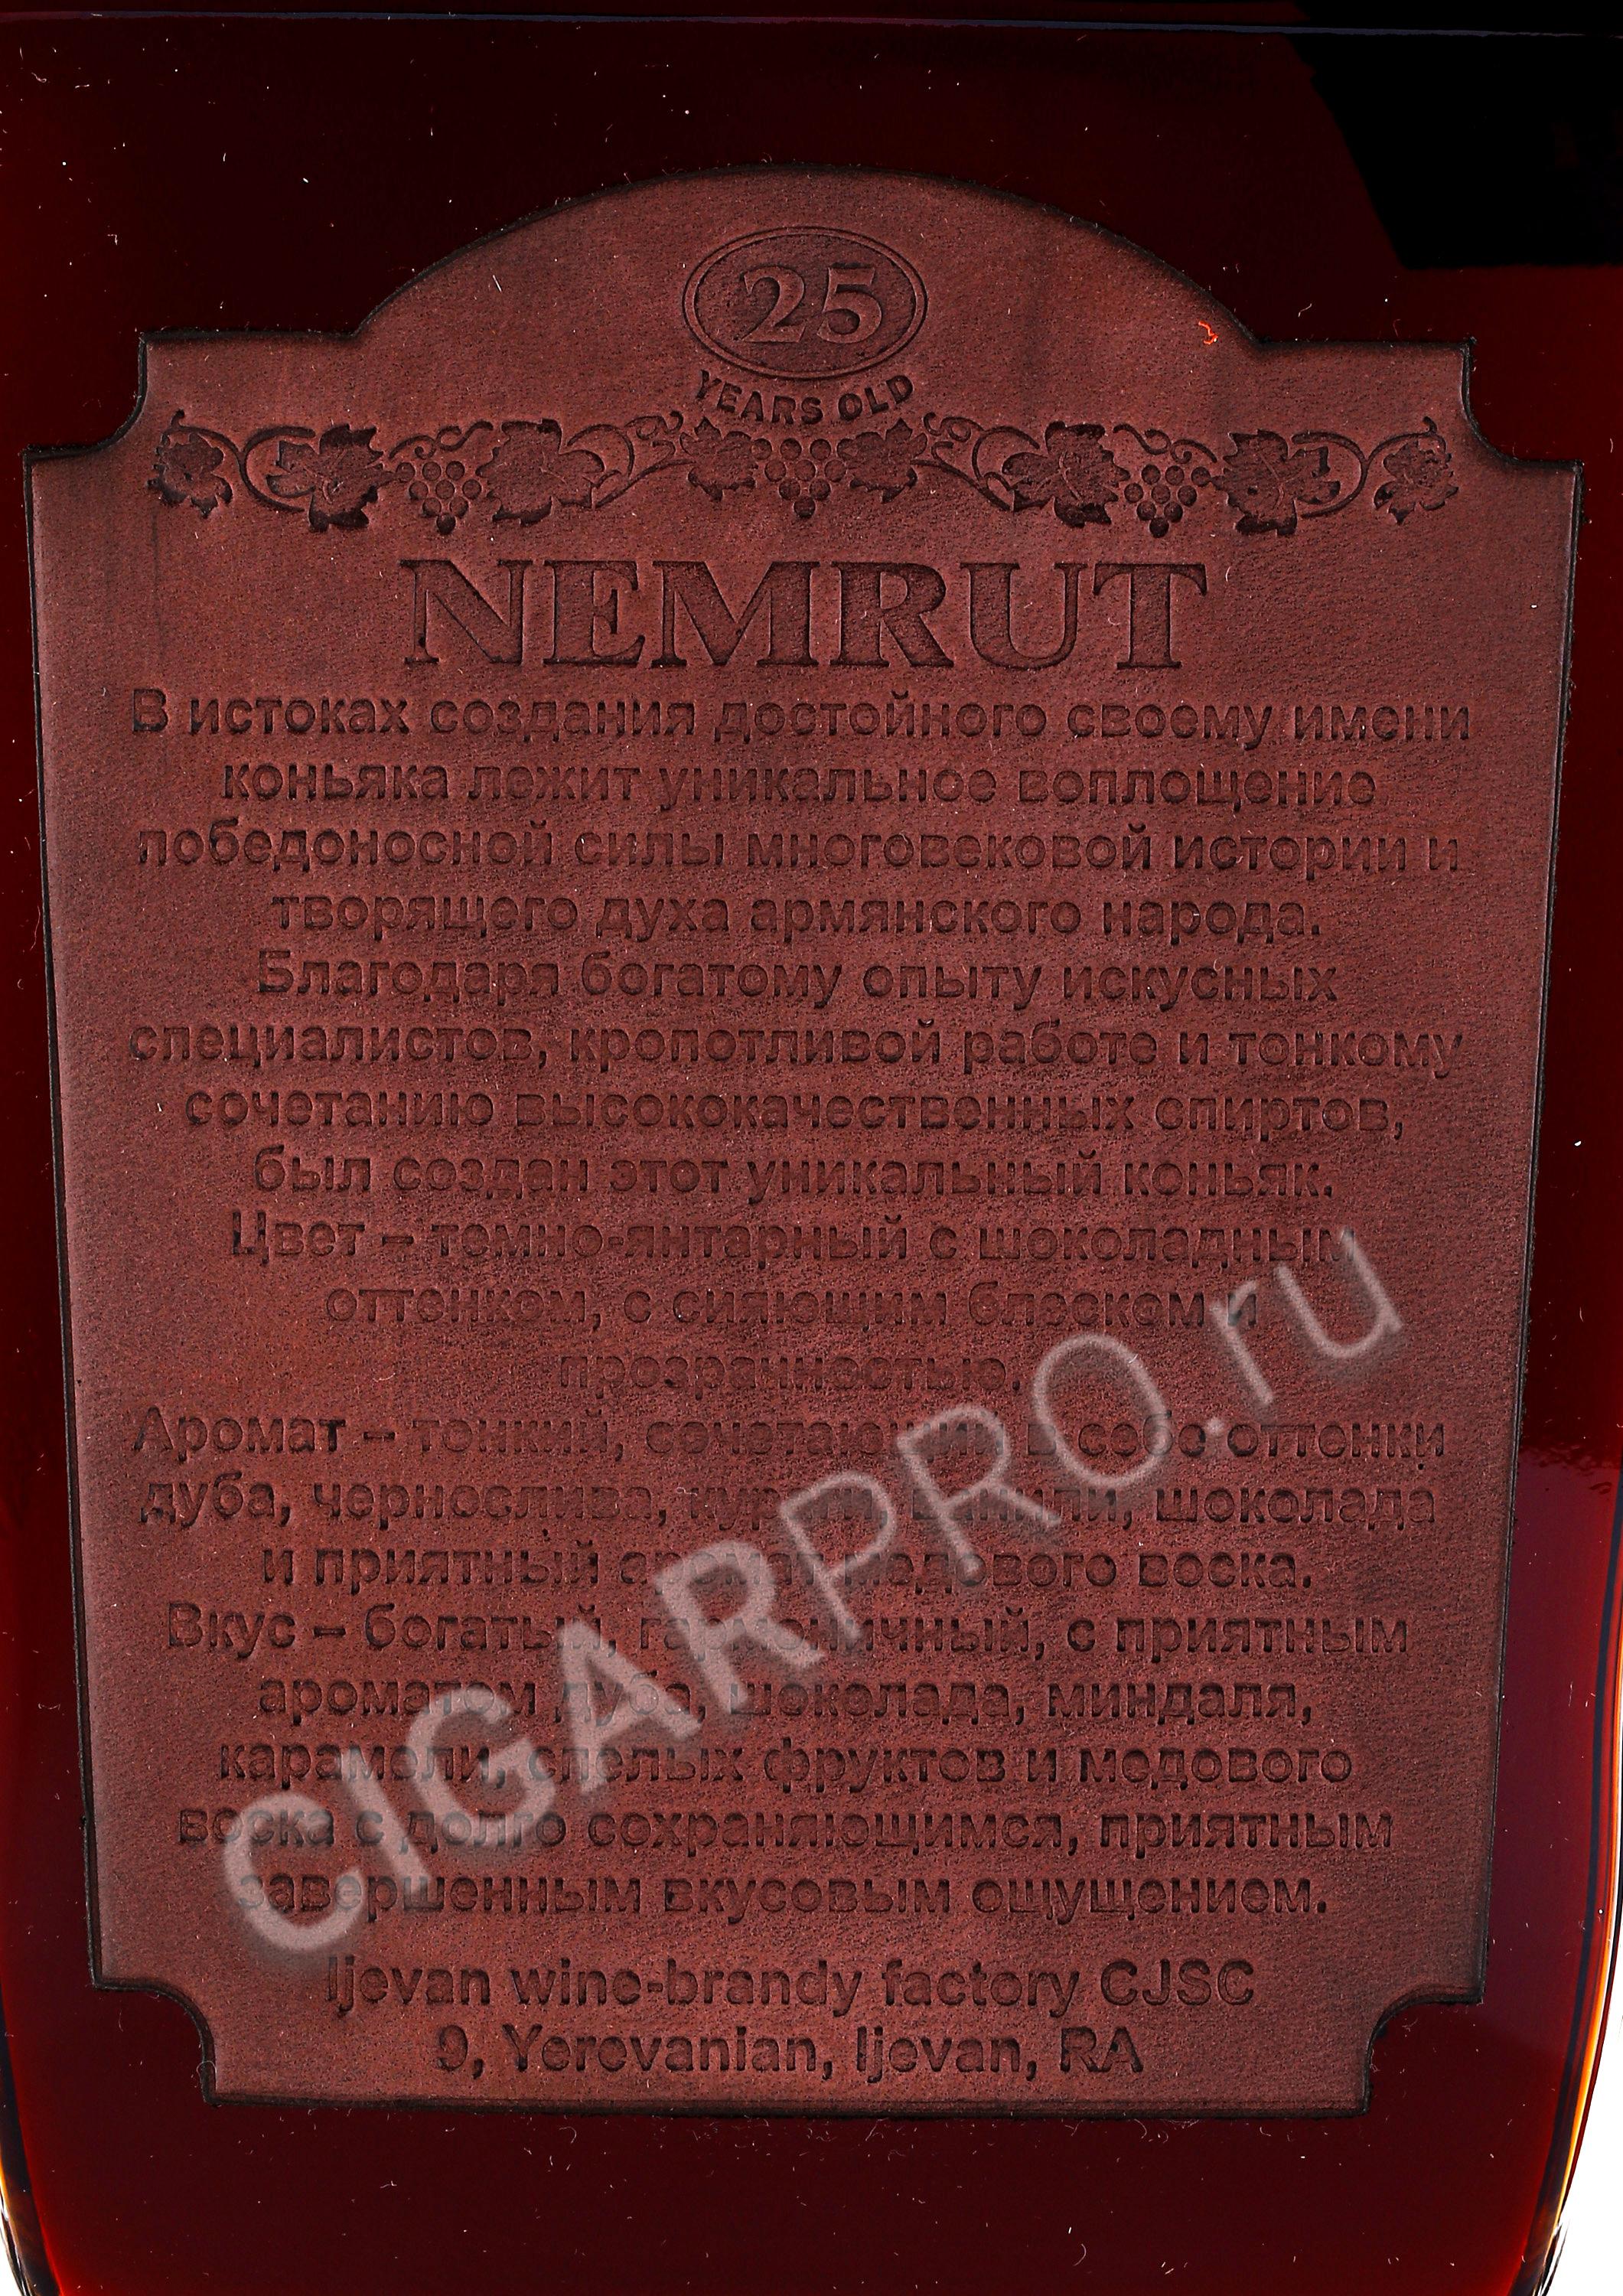 25
YEARS OLD
NEMRUT
В истоках создания достойного своему имени
коньяка лежит уникальное воплощение
победоносной силы многовековой истории и
творящего духа армянского народа.
Благодаря богатому опыту искусных
специалистов, кропотливой работе и тонкому
сочетанию высококачественных спиртов,
был создан этот уникальный коньяк.
Цвет – темно-янтарный с шоколадным
оттенком, с сияющим блеском и
прозрачностью.
Аромат – тонкий, сочетающий в себе оттенки
дуба, чернослива, кураги, ванили, шоколада
и приятный аромат медового воска.
Вкус – богатый, гармоничный, с приятным
ароматом дуба, шоколада, миндаля,
карамели, спелых фруктов и медового
воска с долго сохраняющимся, приятным
завершенным вкусовым ощущением.
Ijevan wine-brandy factory CJSC
9, Yerevanian, Ijevan, RA
CIGARPRO.ru